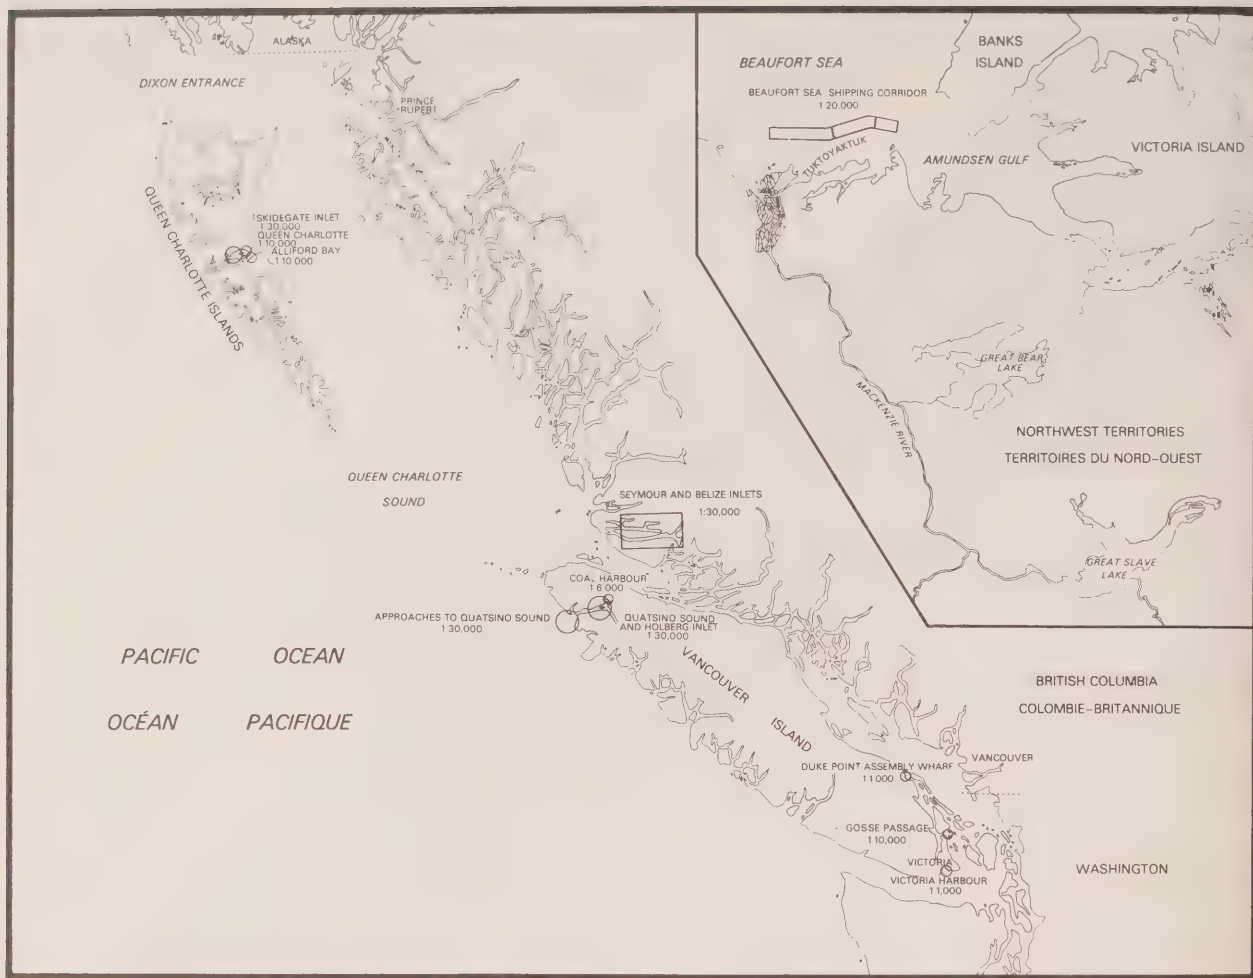 ALASKA
DIXON ENTRANCE
PRINCE
RUPERT
QUEEN CHARLOTTE ISLANDS
SKIDEGATE INLET
1:30,000
QUEEN CHARLOTTE
1:10,000
ALLIFORD BAY
1:10 000
QUEEN CHARLOTTE
SOUND
SEYMOUR AND BELIZE INLETS
1:30,000
COAL HARBOUR
1:6000
APPROACHES TO QUATSINO SOUND
1:30,000
QUATSINO SOUND
AND HOLBERG INLET
1:30,000
PACIFIC OCEAN
OCÉAN PACIFIQUE
VANCOUVER
ISLAND
DUKE POINT ASSEMBLY WHARF
1:1000
VANCOUVER
GOSSE PASSAGE
1:10,000
VICTORIA
VICTORIA HARBOUR
1:1,000
BRITISH COLUMBIA
COLOMBIE-BRITANNIQUE
WASHINGTON
BEAUFORT SEA
BANKS
ISLAND
BEAUFORT SEA SHIPPING CORRIDOR
1:20,000
TUKTOYAKTUK
AMUNDSEN GULF
VICTORIA ISLAND
GREAT BEAR
LAKE
MACKENZIE RIVER
NORTHWEST TERRITORIES
TERRITOIRES DU NORD-OUEST
GREAT SLAVE
LAKE